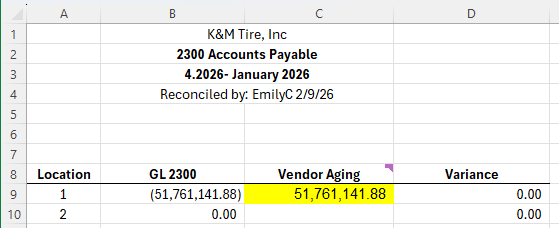 A B C D
1 K&M Tire, Inc
2 2300 Accounts Payable
3 4.2026- January 2026
4 Reconciled by: EmilyC 2/9/26
5
6
7
8 Location GL 2300 Vendor Aging Variance
9 1 (51,761,141.88) 51,761,141.88 0.00
10 2 0.00 0.00